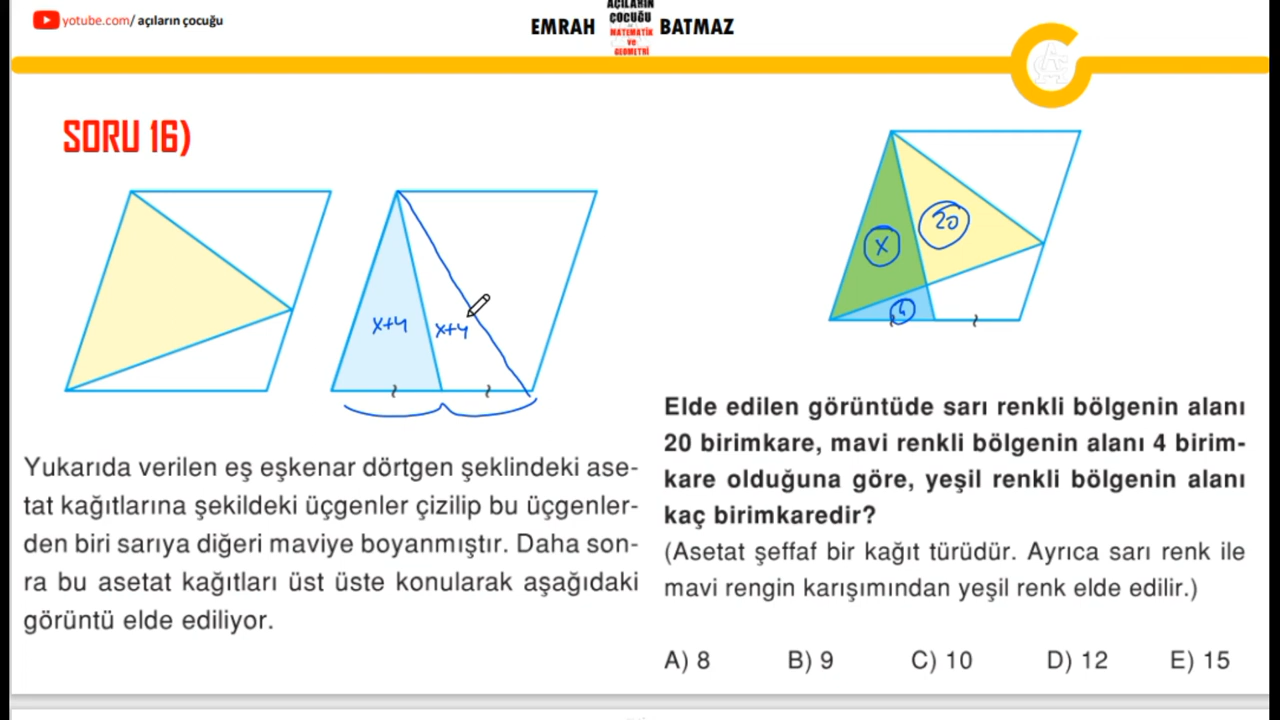 yotube.com/ açıların çocuğu
EMRAH
AÇILARIN
ÇOCUĞU
MATEMATİK
ve
GEOMETRİ
BATMAZ
SORU 16)
x+4
x+4
x
20
4
Yukarıda verilen eş eşkenar dörtgen şeklindeki ase-
tat kağıtlarına şekildeki üçgenler çizilip bu üçgenler-
den biri sarıya diğeri maviye boyanmıştır. Daha son-
ra bu asetat kağıtları üst üste konularak aşağıdaki
görüntü elde ediliyor.
Elde edilen görüntüde sarı renkli bölgenin alanı
20 birimkare, mavi renkli bölgenin alanı 4 birim-
kare olduğuna göre, yeşil renkli bölgenin alanı
kaç birimkaredir?
(Asetat şeffaf bir kağıt türüdür. Ayrıca sarı renk ile
mavi rengin karışımından yeşil renk elde edilir.)
A) 8 B) 9 C) 10 D) 12 E) 15